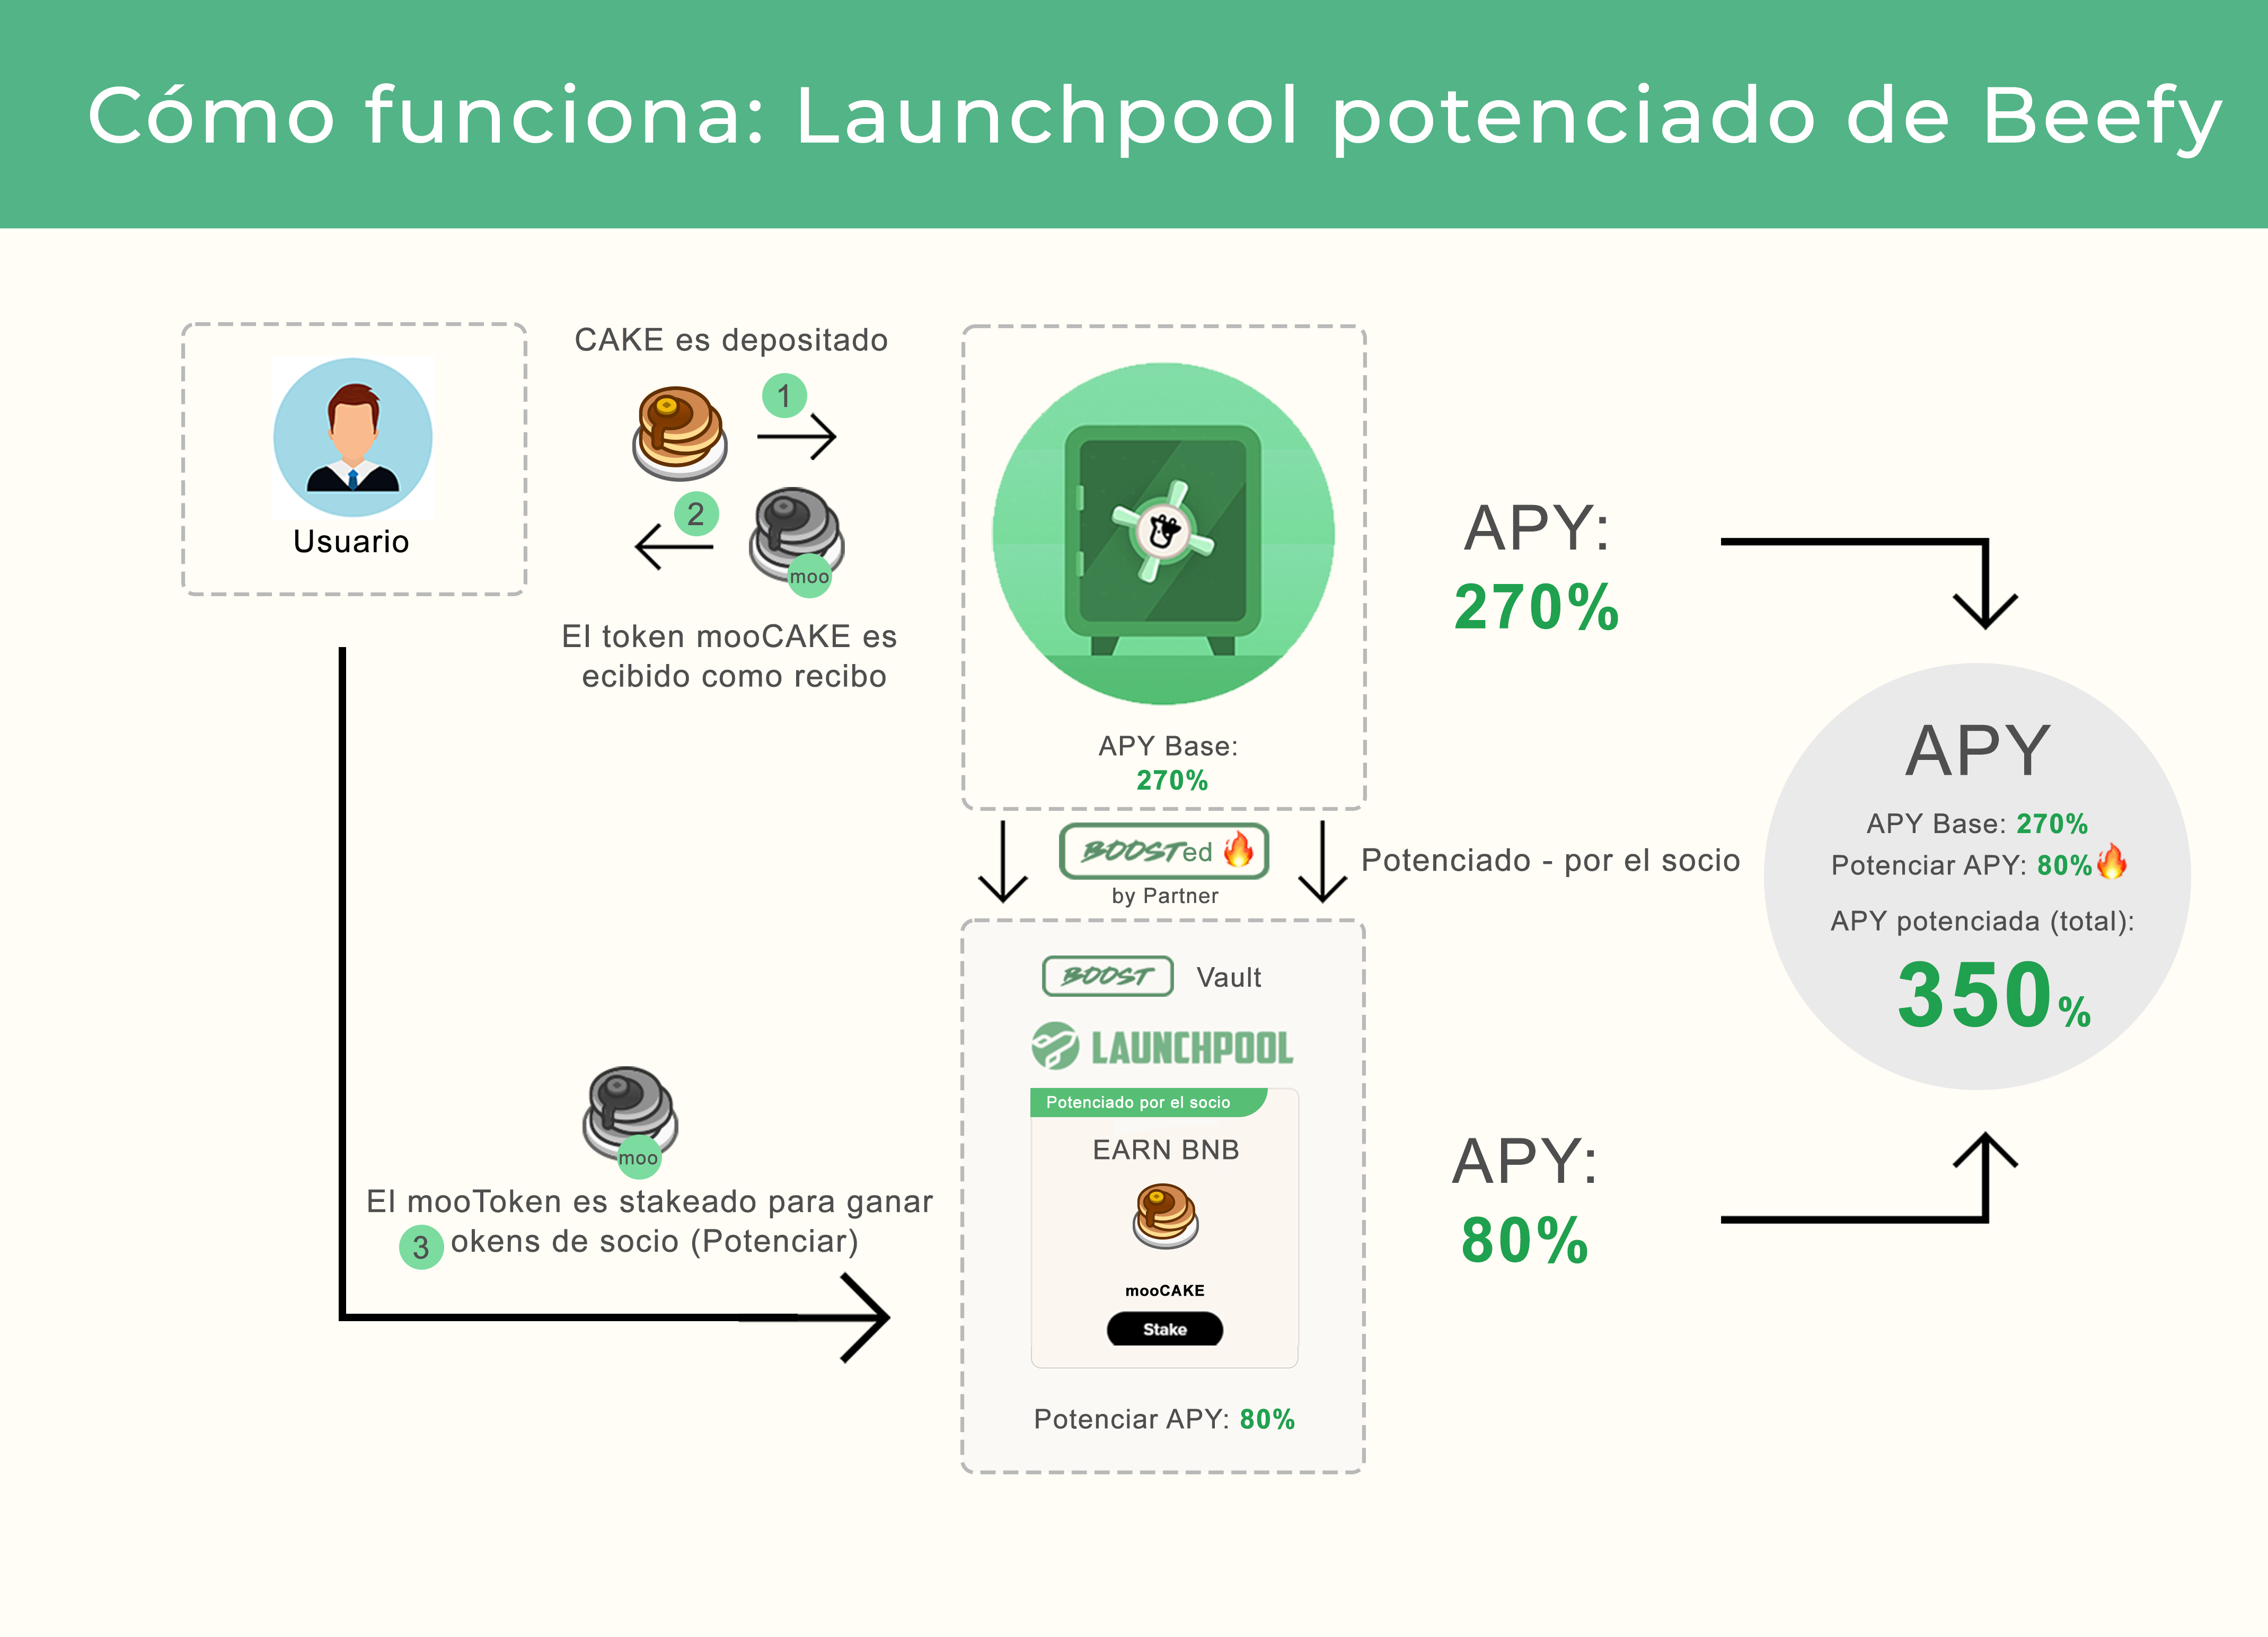 Cómo funciona: Launchpool potenciado de Beefy
CAKE es depositado
1
2
moo
El token mooCAKE es
ecibido como recibo
Usuario
APY Base:
270%
APY:
270%
BOOSTed
by Partner
Potenciado - por el socio
APY
APY Base: 270%
Potenciar APY: 80%
APY potenciada (total):
350%
BOOST Vault
LAUNCHPOOL
Potenciado por el socio
EARN BNB
mooCAKE
Stake
Potenciar APY: 80%
moo
El mooToken es stakeado para ganar
3 okens de socio (Potenciar)
APY:
80%